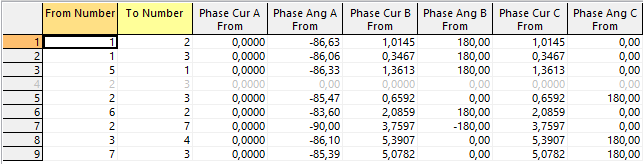 From Number To Number Phase Cur A From Phase Ang A From Phase Cur B From Phase Ang B From Phase Cur C From Phase Ang C From
1 1 2 0,0000 -86,63 1,0145 180,00 1,0145 0,00
2 1 3 0,0000 -86,06 0,3467 180,00 0,3467 0,00
3 5 1 0,0000 -86,33 1,3613 180,00 1,3613 0,00
4 2 3 0,0000 0,00 0,0000 0,00 0,0000 0,00
5 2 3 0,0000 -85,47 0,6592 0,00 0,6592 180,00
6 6 2 0,0000 -83,60 2,0859 180,00 2,0859 0,00
7 2 7 0,0000 -90,00 3,7597 -180,00 3,7597 0,00
8 3 4 0,0000 -86,10 5,3907 0,00 5,3907 180,00
9 7 3 0,0000 -85,39 5,0782 0,00 5,0782 180,00